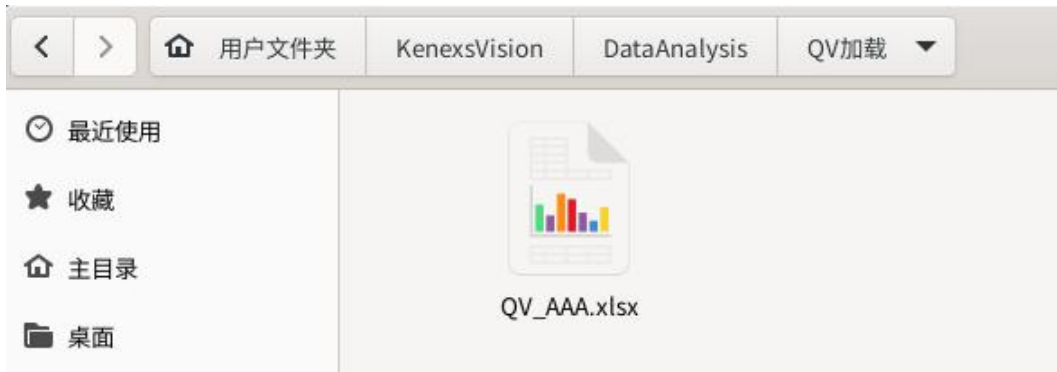 用户文件夹 KenexsVision DataAnalysis QV加载
最近使用
收藏
主目录
桌面
QV_AAA.xlsx